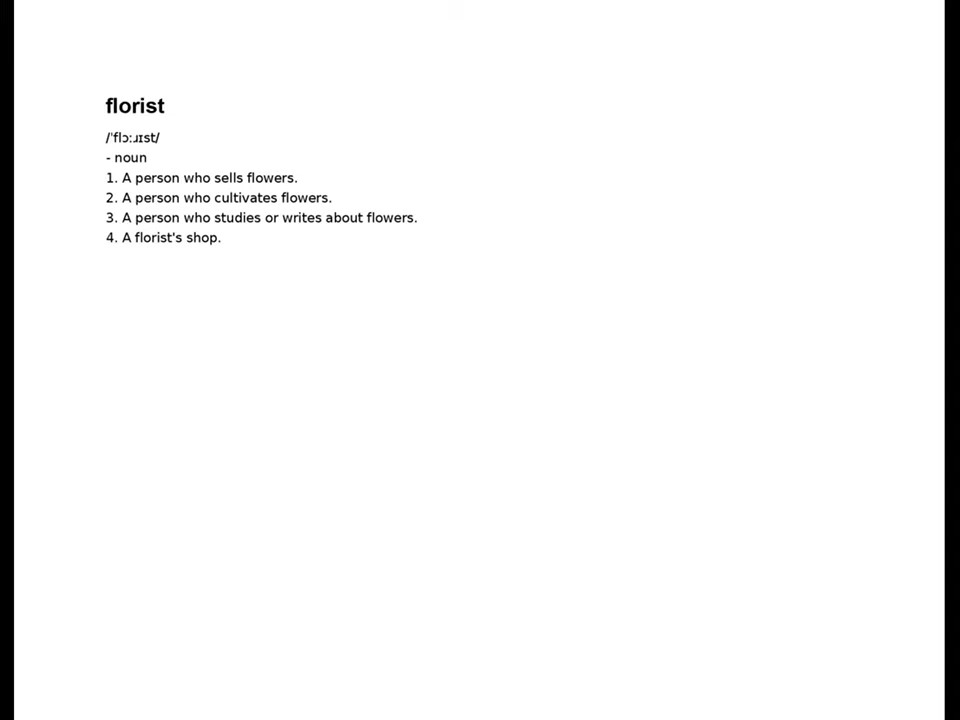 florist
/ˈflɔːɹɪst/
- noun
1. A person who sells flowers.
2. A person who cultivates flowers.
3. A person who studies or writes about flowers.
4. A florist's shop.